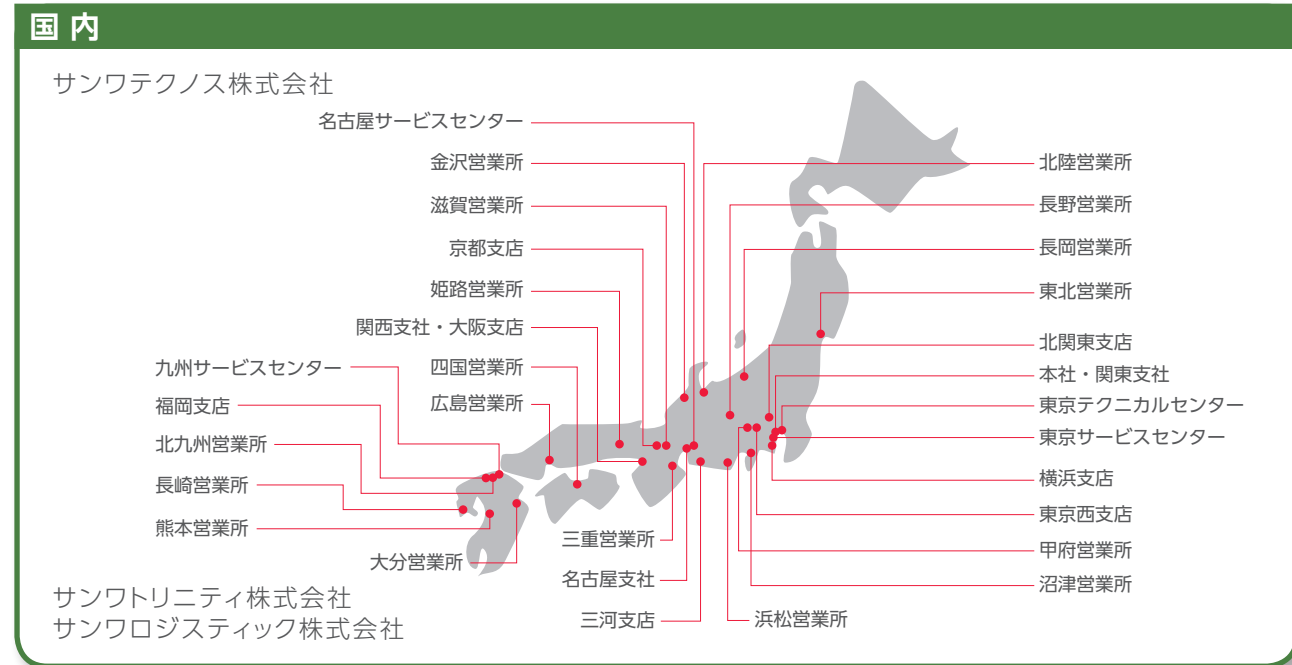 国内
サンワテクノス株式会社
名古屋サービスセンター
金沢営業所
滋賀営業所
京都支店
姫路営業所
関西支社・大阪支店
九州サービスセンター
四国営業所
福岡支店
広島営業所
北九州営業所
長崎営業所
熊本営業所
大分営業所
三重営業所
名古屋支社
三河支店
浜松営業所
北陸営業所
長野営業所
長岡営業所
東北営業所
北関東支店
本社・関東支社
東京テクニカルセンター
東京サービスセンター
横浜支店
東京西支店
甲府営業所
沼津営業所
サンワトリニティ株式会社
サンワロジスティック株式会社